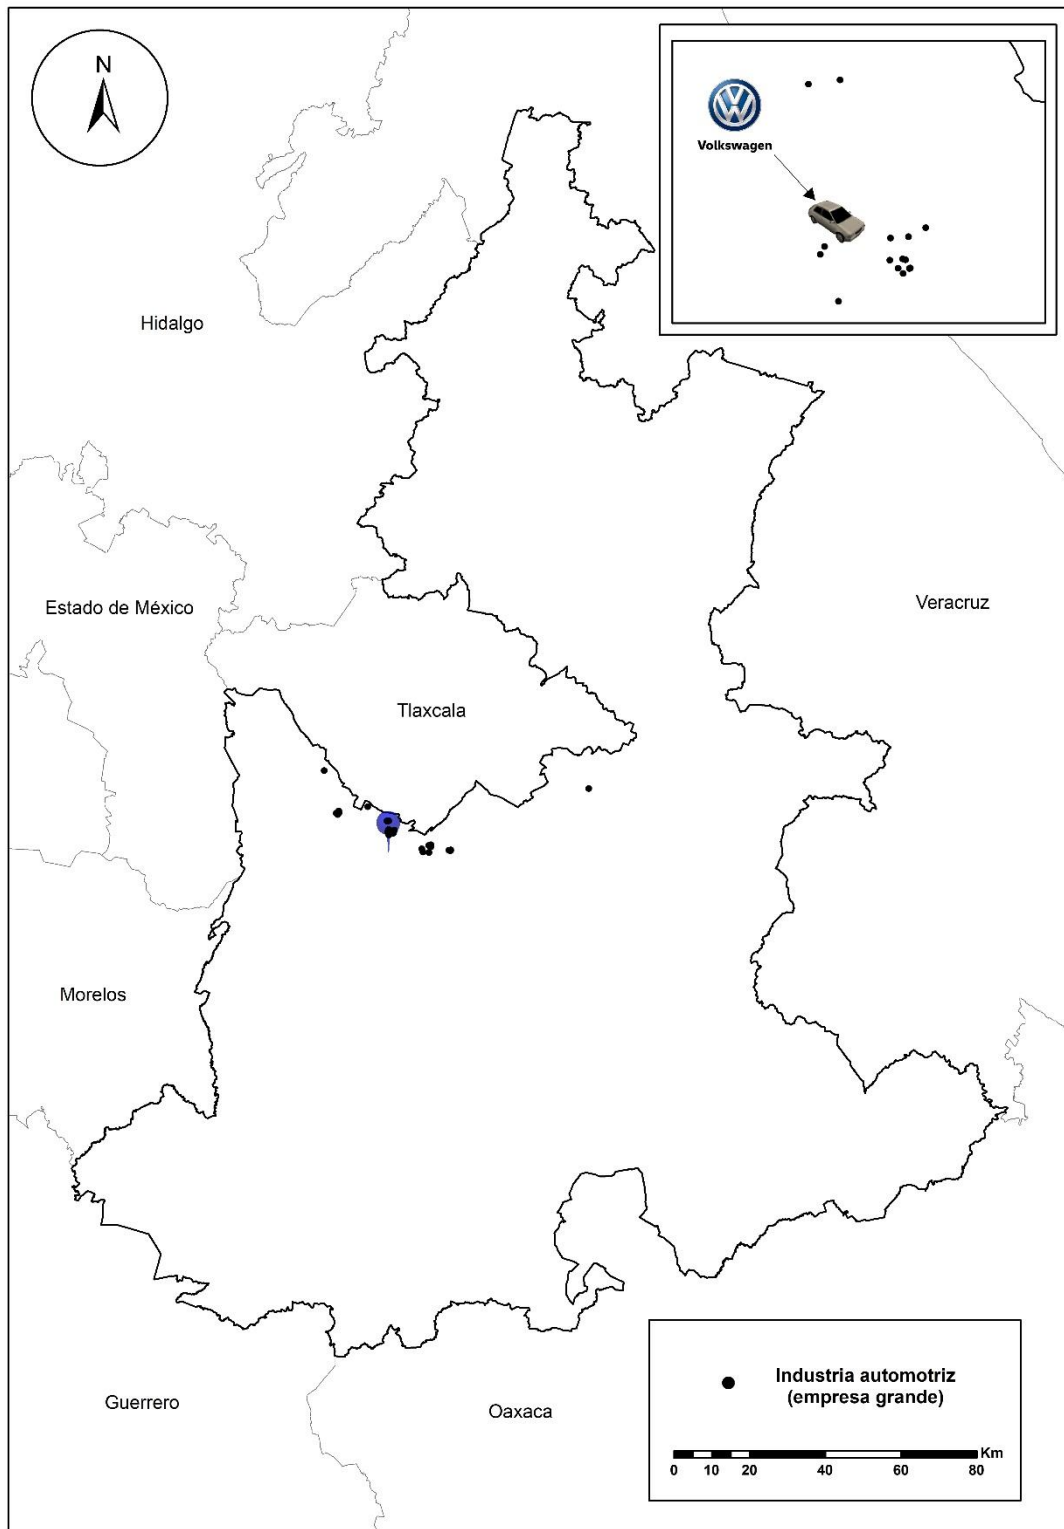 N
Volkswagen
Hidalgo
Estado de México
Veracruz
Tlaxcala
Morelos
Industria automotriz
(empresa grande)
Guerrero
Oaxaca
Km
0 10 20 40 60 80